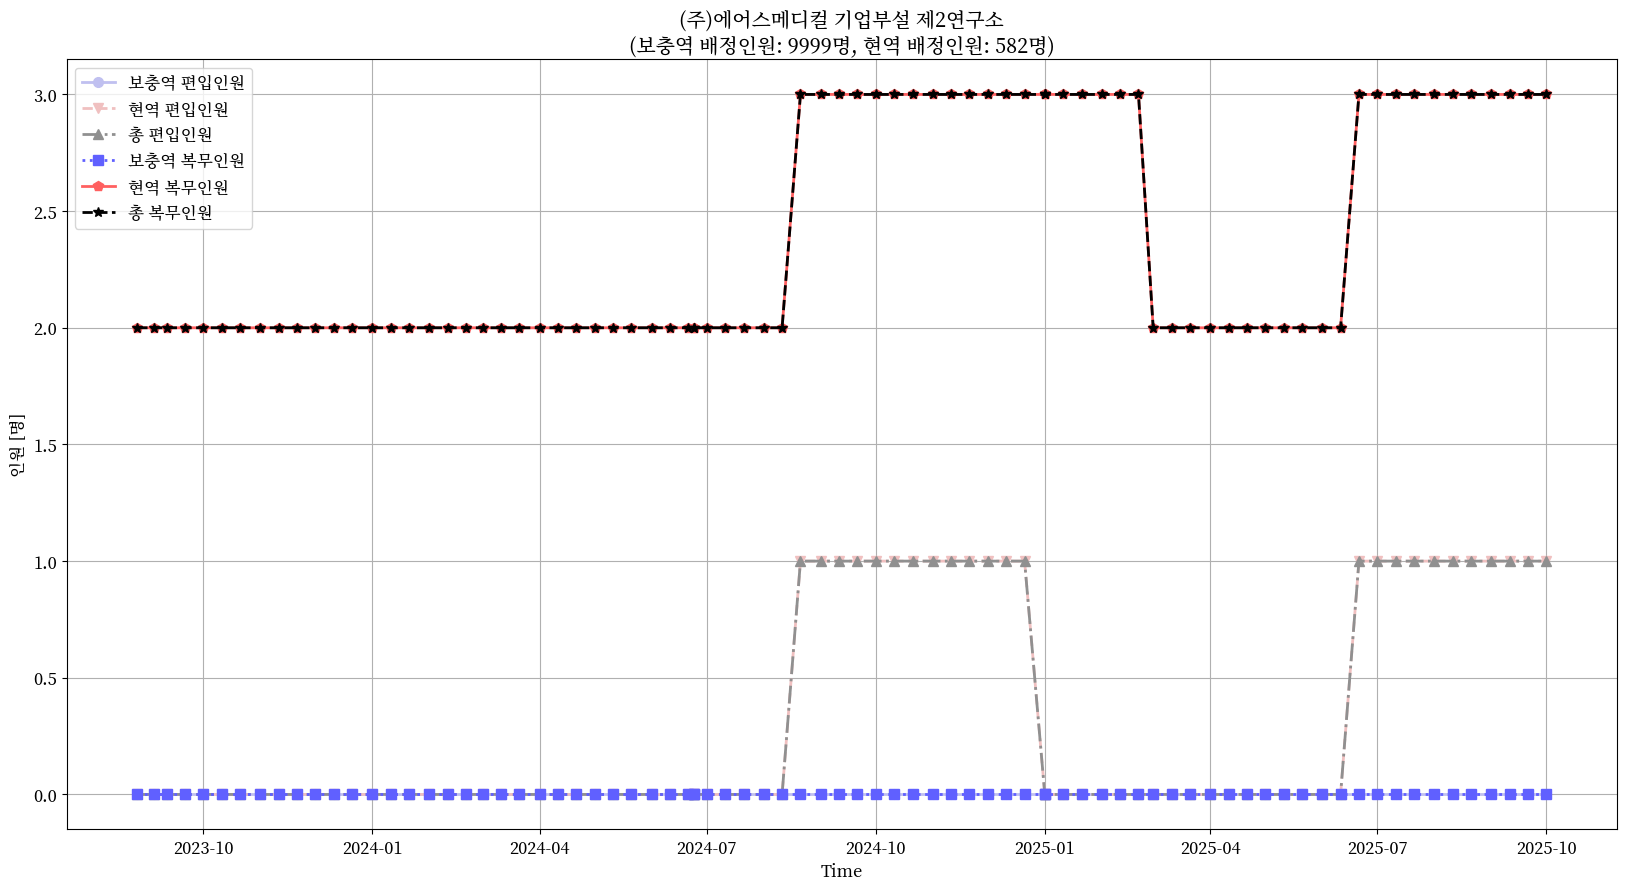 (주)에어스메디컬 기업부설 제2연구소
(보충역 배정인원: 9999명, 현역 배정인원: 582명)
보충역 편입인원
현역 편입인원
총 편입인원
보충역 복무인원
현역 복무인원
총 복무인원
3.0
2.5
2.0
1.5
1.0
0.5
0.0
인원 [명]
2023-10
2024-01
2024-04
2024-07
2024-10
2025-01
2025-04
2025-07
2025-10
Time